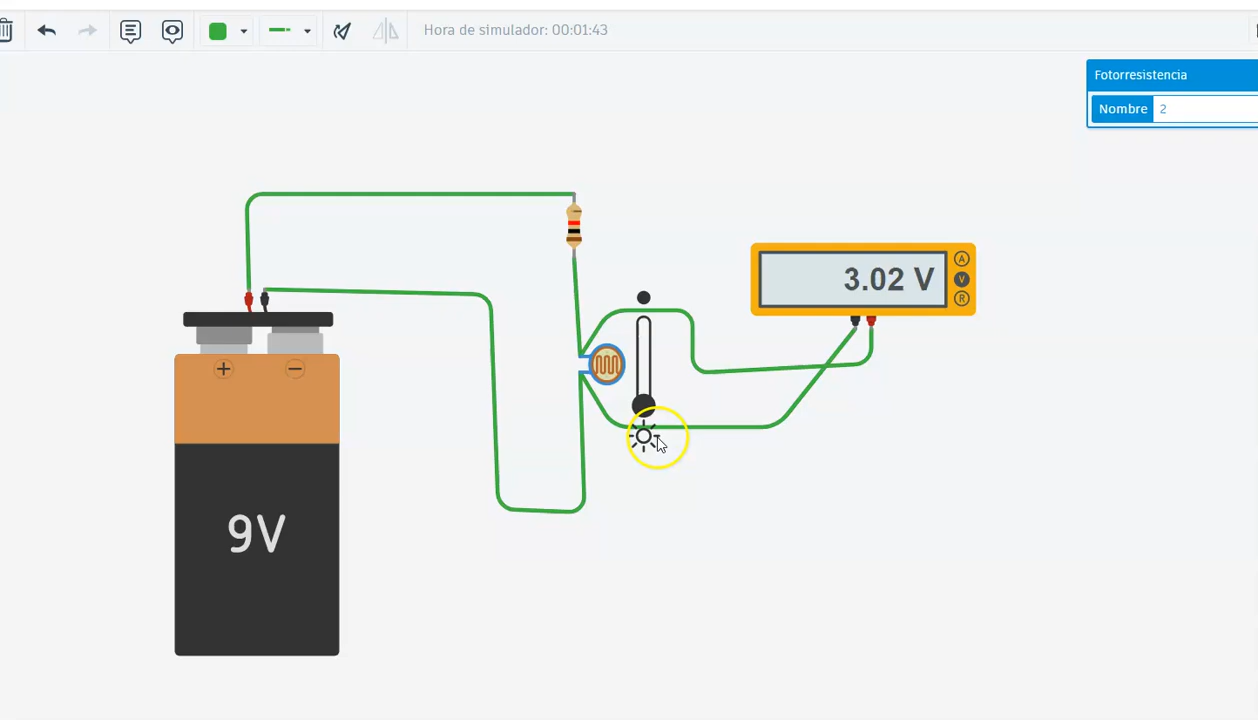 Hora de simulador: 00:01:43
Fotorresistencia
Nombre 2
3.02 V
A
V
R
+ −
9V